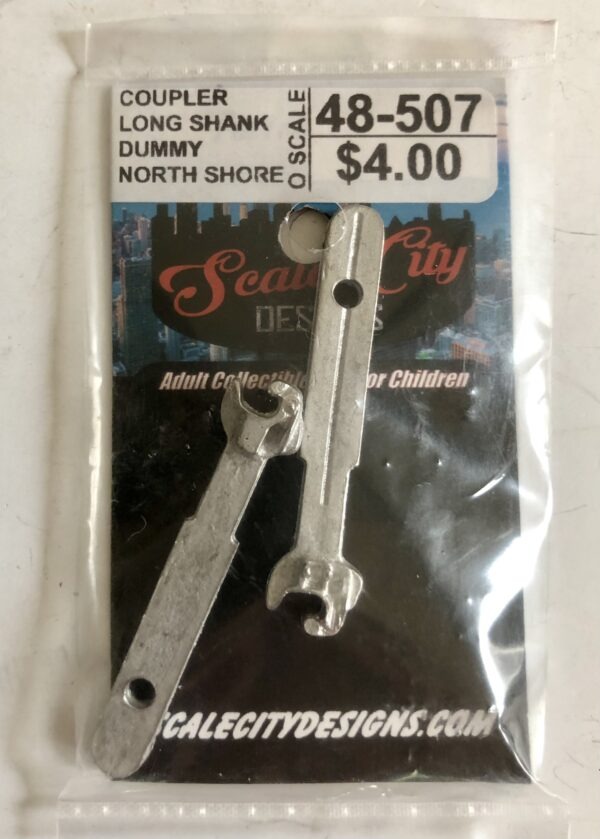 COUPLER
LONG SHANK
DUMMY
NORTH SHORE
O SCALE
48-507
$4.00
Scale City
DES S
Adult Collectible or Children
SCALECITYDESIGNS.COM